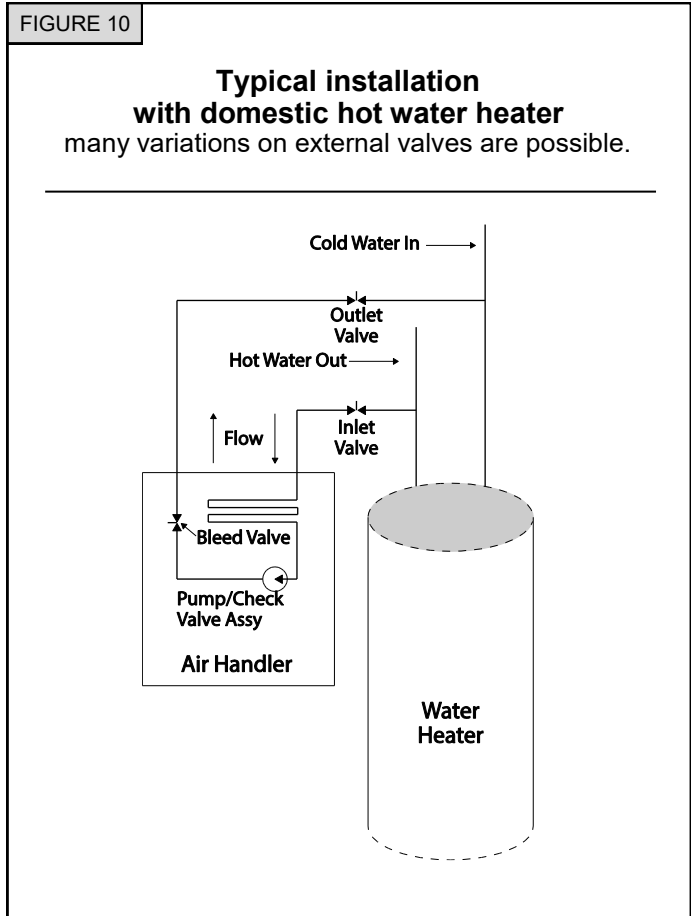 FIGURE 10
Typical installation
with domestic hot water heater
many variations on external valves are possible.
Cold Water In
Outlet
Valve
Hot Water Out
Inlet
Valve
Flow
Bleed Valve
Pump/Check
Valve Assy
Air Handler
Water
Heater